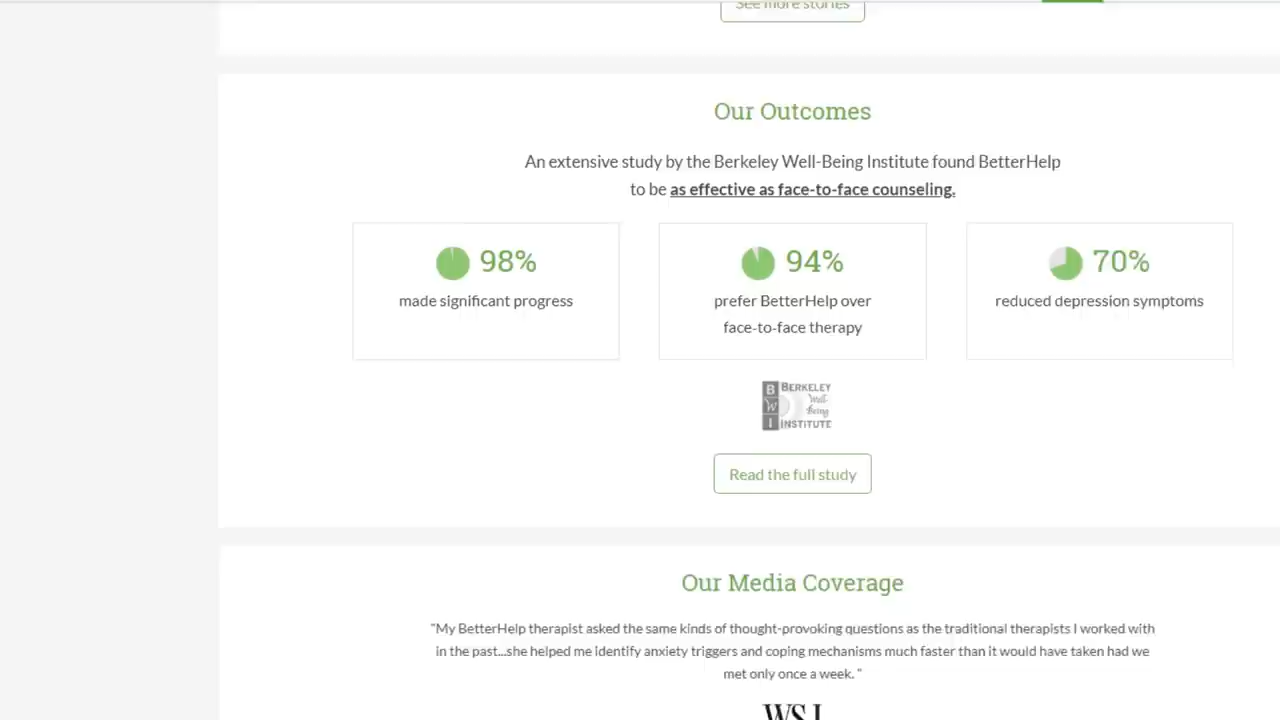 See more stories
Our Outcomes
An extensive study by the Berkeley Well-Being Institute found BetterHelp
to be as effective as face-to-face counseling.
98%
made significant progress
94%
prefer BetterHelp over
face-to-face therapy
70%
reduced depression symptoms
B BERKELEY
W Well-
Being
I INSTITUTE
Read the full study
Our Media Coverage
"My BetterHelp therapist asked the same kinds of thought-provoking questions as the traditional therapists I worked with
in the past...she helped me identify anxiety triggers and coping mechanisms much faster than it would have taken had we
met only once a week. "
WSJ